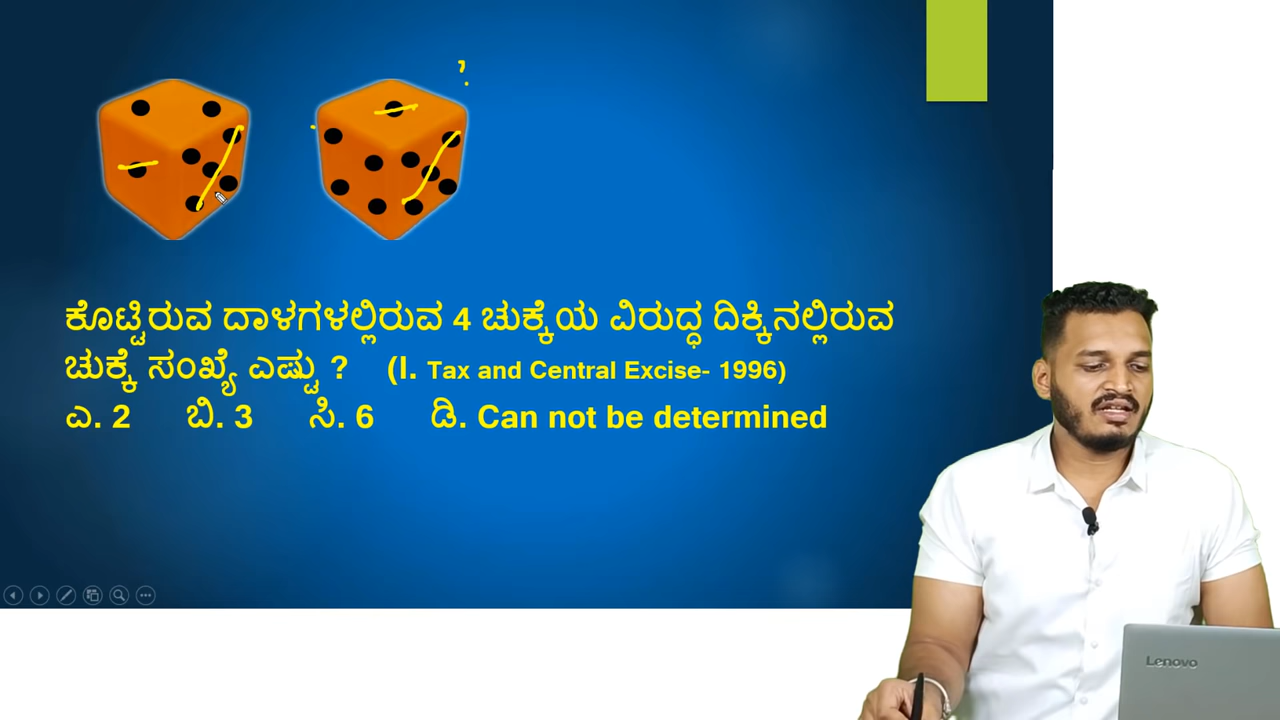 ಕೊಟ್ಟಿರುವ ದಾಳಗಳಲ್ಲಿರುವ 4 ಚುಕ್ಕೆಯ ವಿರುದ್ಧ ದಿಕ್ಕಿನಲ್ಲಿರುವ
ಚುಕ್ಕೆ ಸಂಖ್ಯೆ ಎಷ್ಟು ? (I. Tax and Central Excise- 1996)
ಎ. 2 ಬಿ. 3 ಸಿ. 6 ಡಿ. Can not be determined
Lenovo